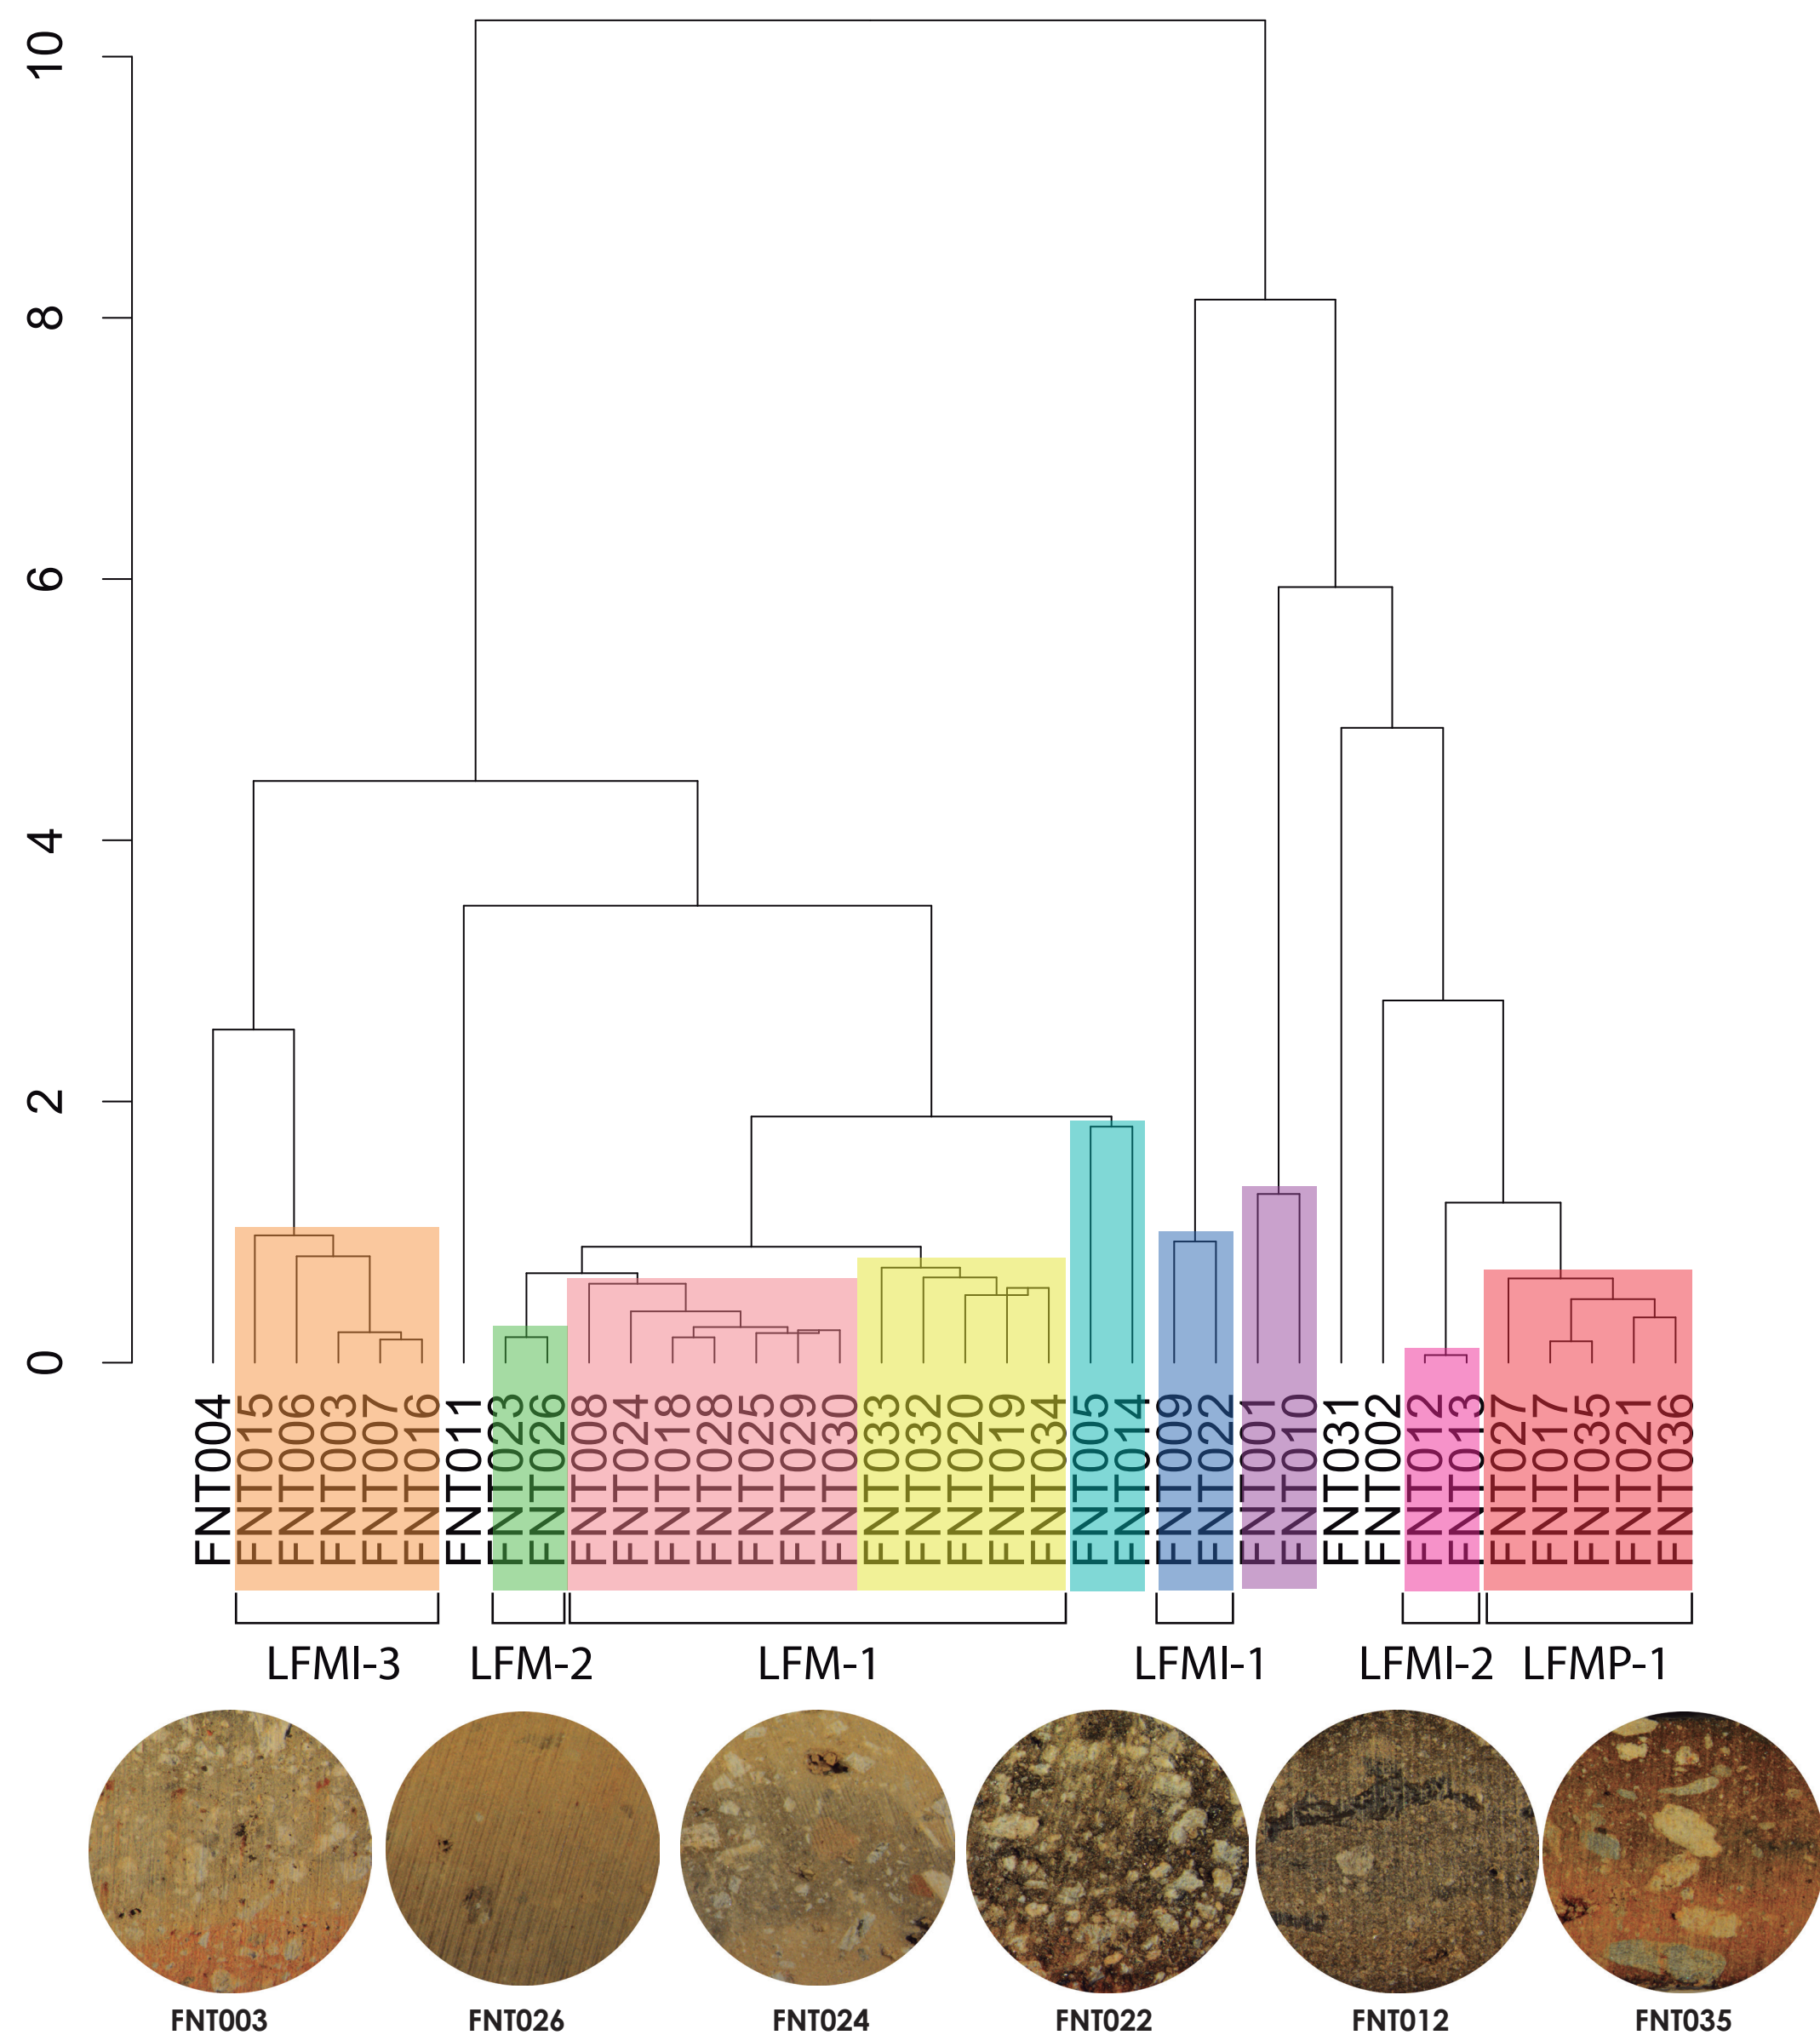 10
8
6
4
2
0
FNT004 FNT015 FNT006 FNT003 FNT007 FNT016 FNT011 FNT023 FNT026 FNT008 FNT024 FNT018 FNT028 FNT025 FNT029 FNT030 FNT033 FNT032 FNT020 FNT019 FNT034 FNT005 FNT014 FNT009 FNT022 FNT001 FNT010 FNT031 FNT002 FNT012 FNT013 FNT027 FNT017 FNT035 FNT021 FNT036
LFMI-3 LFM-2 LFM-1 LFMI-1 LFMI-2 LFMP-1
FNT003 FNT026 FNT024 FNT022 FNT012 FNT035